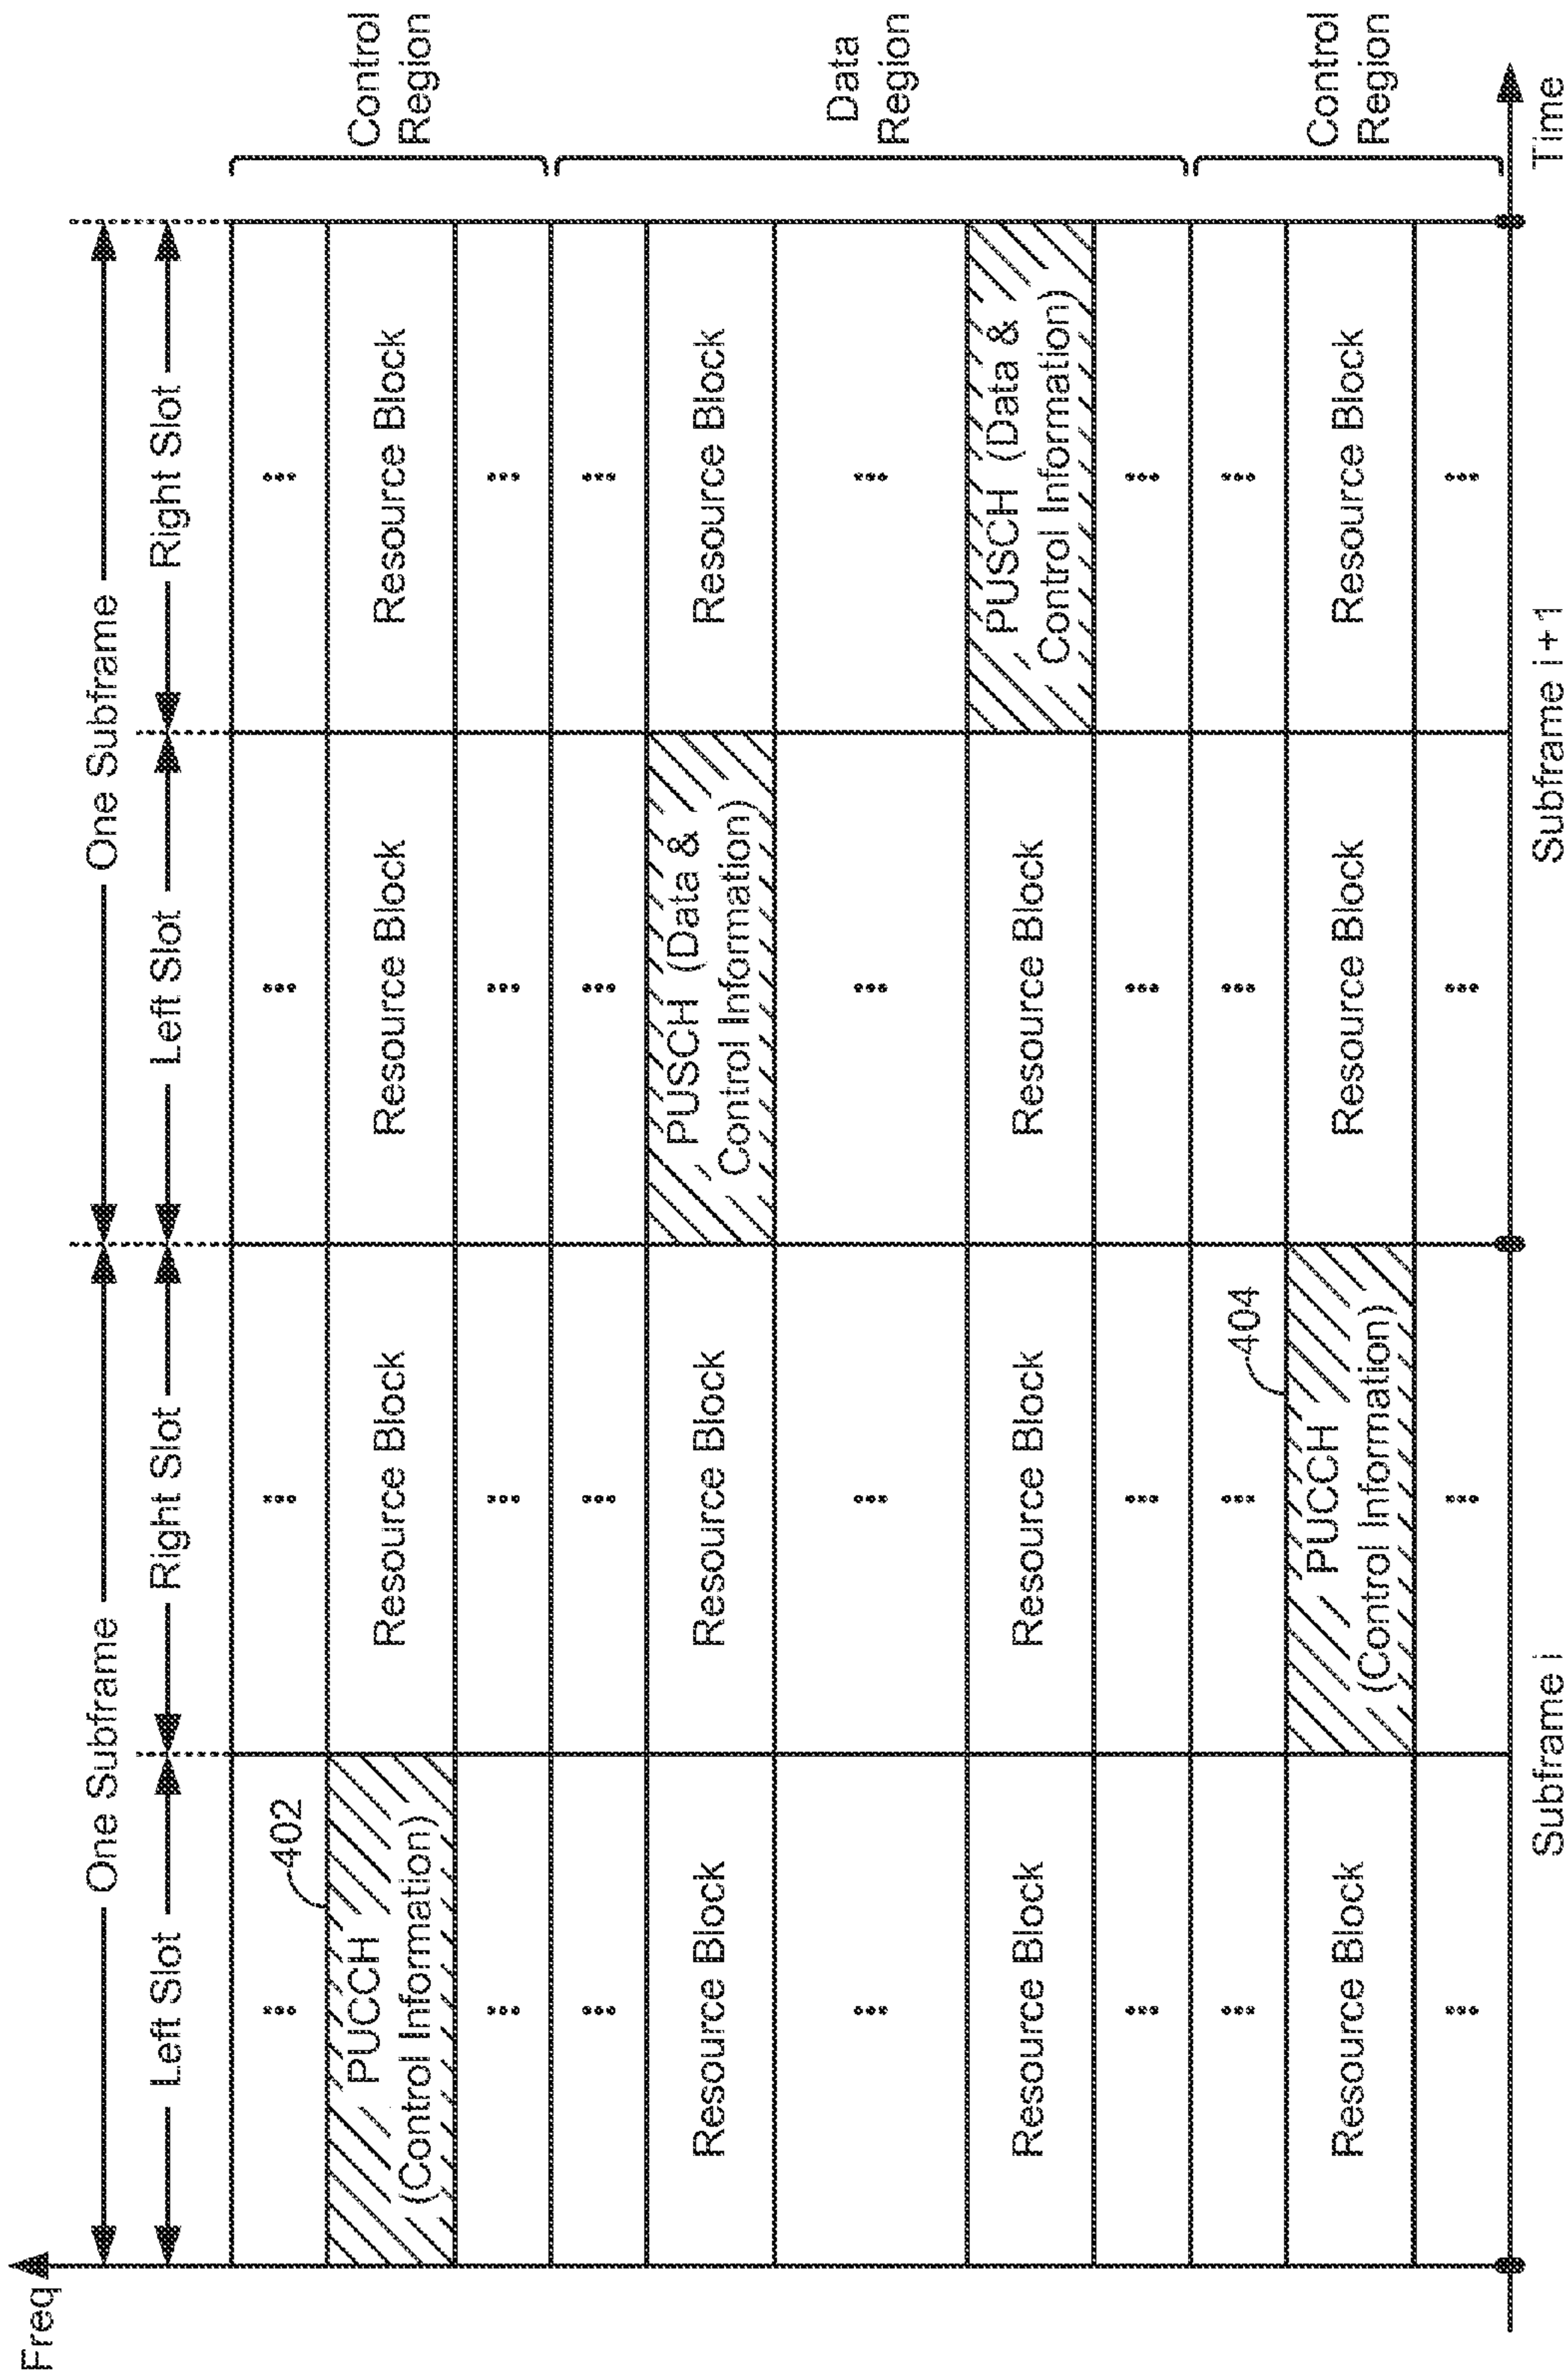 Freq
One Subframe
One Subframe
Left Slot
Right Slot
Left Slot
Right Slot
402
PUCCH
(Control Information)
Resource Block
Resource Block
Resource Block
Control
Region
Resource Block
Resource Block
PUSCH (Data &
Control Information)
Resource Block
Data
Region
Resource Block
Resource Block
Resource Block
PUSCH (Data &
Control Information)
404
Resource Block
PUCCH
(Control Information)
Resource Block
Resource Block
Control
Region
Subframe i
Subframe i + 1
Time